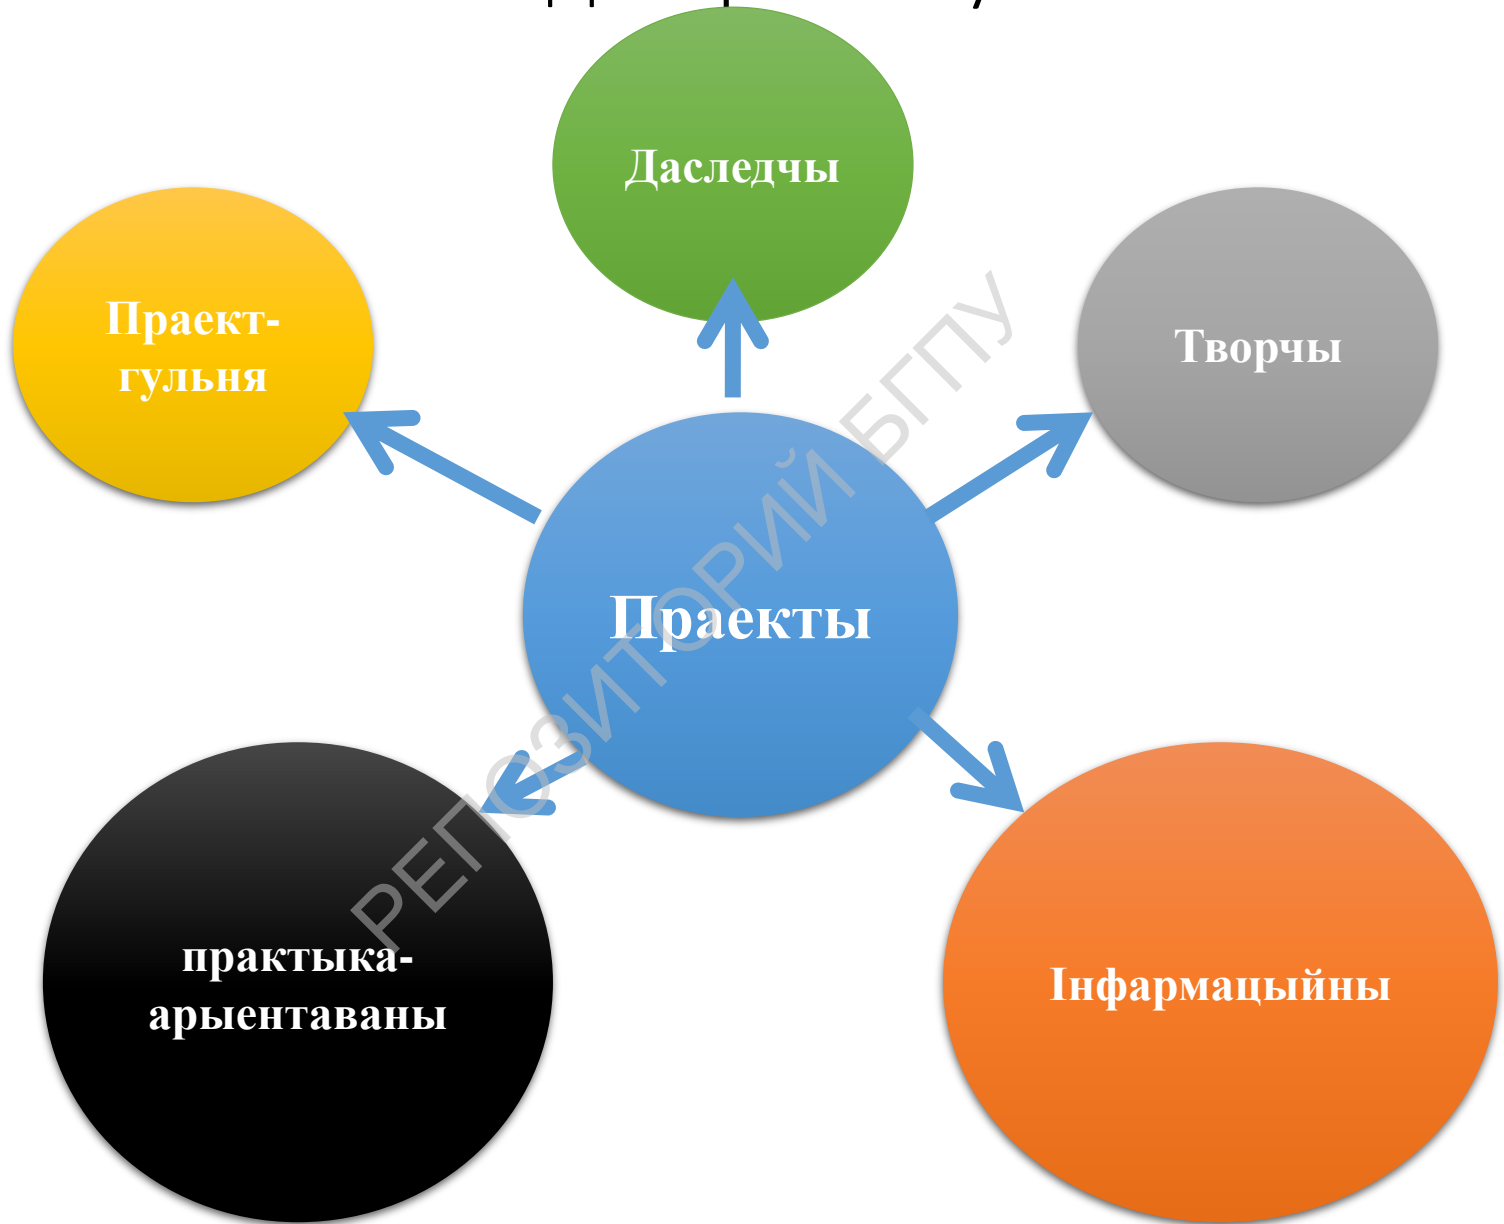 Даследчы
Праект-
гульня
Творчы
Праекты
практыка-
арыентаваны
Інфармацыйны
РЕПОЗИТОРИЙ БГПУ